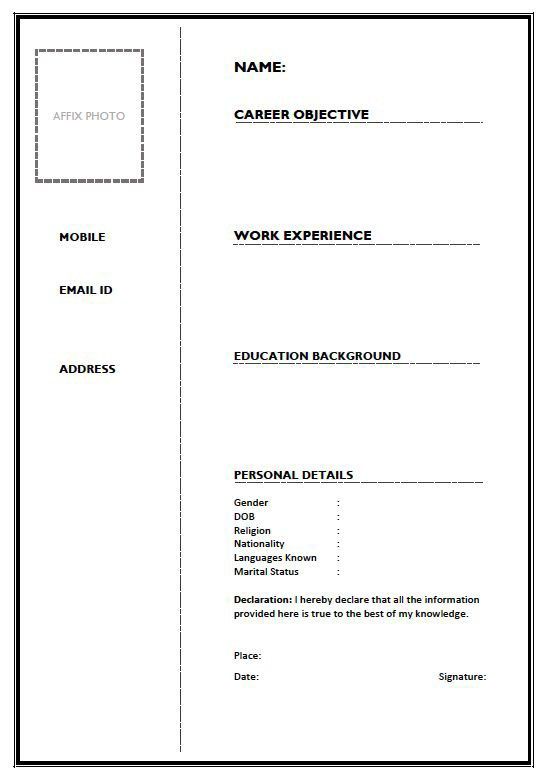 AFFIX PHOTO
MOBILE
EMAIL ID
ADDRESS
NAME:
CAREER OBJECTIVE
WORK EXPERIENCE
EDUCATION BACKGROUND
PERSONAL DETAILS
Gender :
DOB :
Religion :
Nationality :
Languages Known :
Marital Status :
Declaration: I hereby declare that all the information
provided here is true to the best of my knowledge.
Place:
Date: Signature: